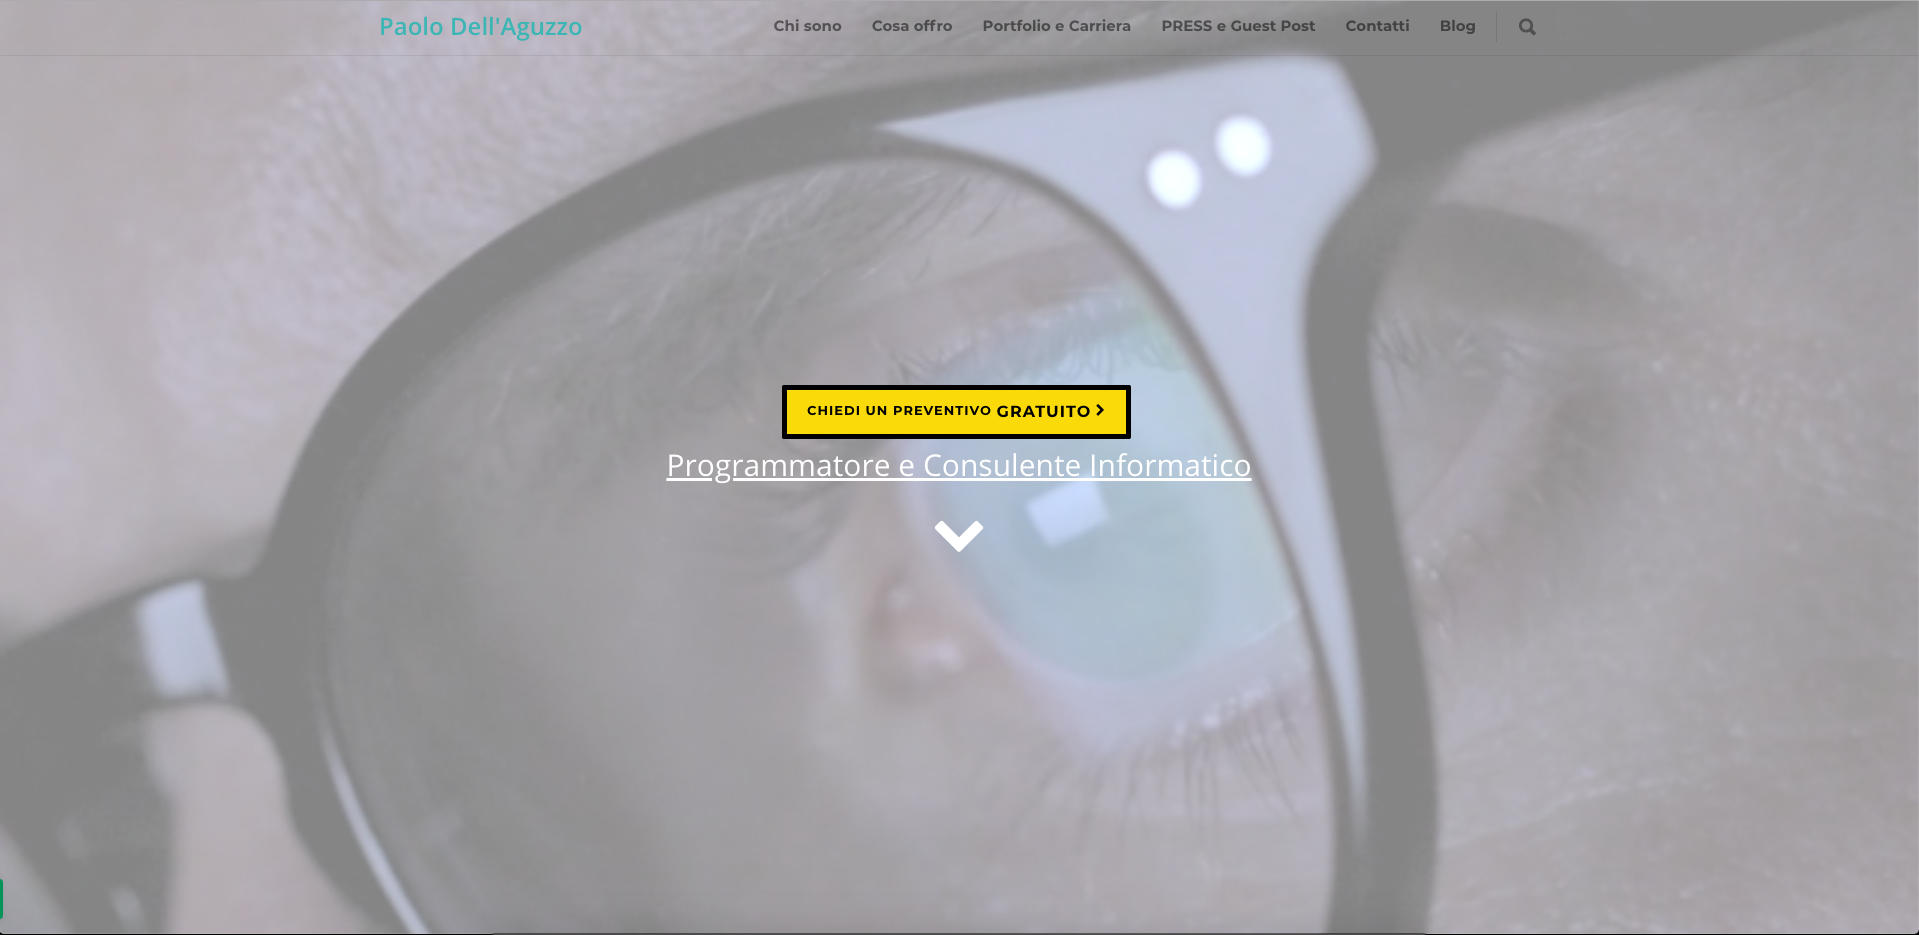 Paolo Dell'Aguzzo
Chi sono Cosa offro Portfolio e Carriera PRESS e Guest Post Contatti Blog
CHIEDI UN PREVENTIVO GRATUITO
Programmatore e Consulente Informatico